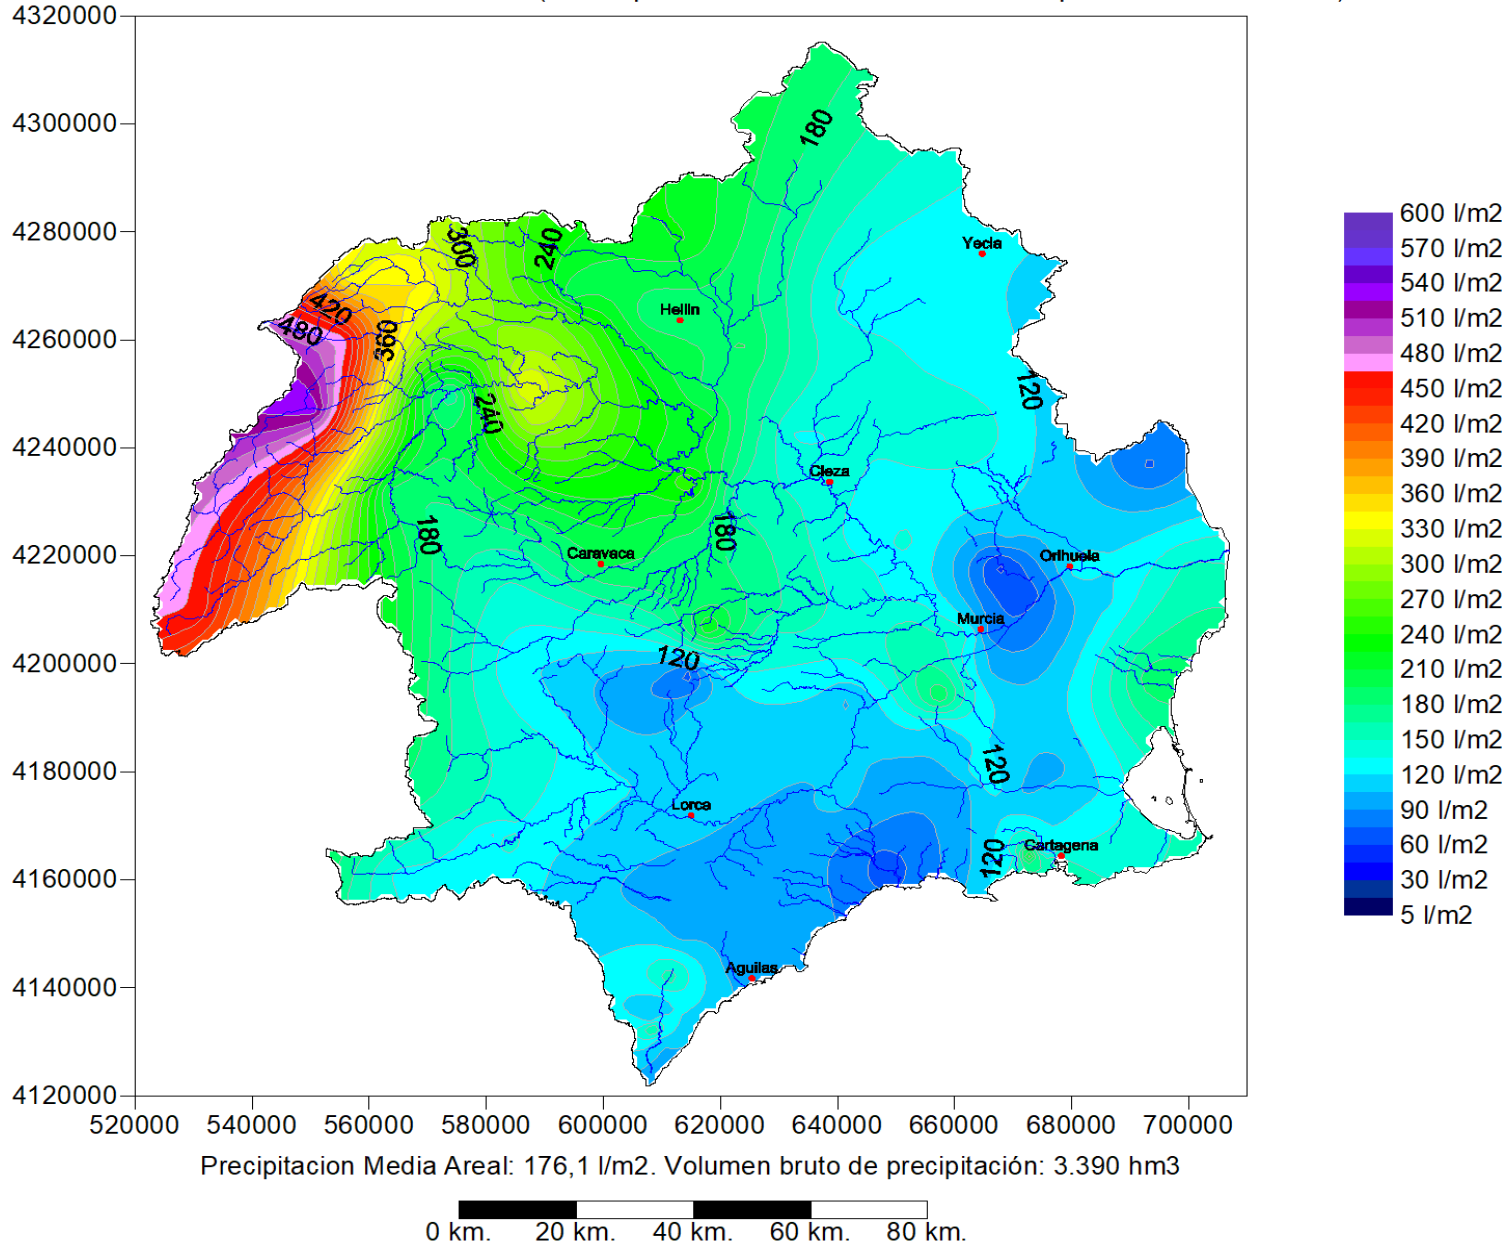 4320000
4300000
4280000
4260000
4240000
4220000
4200000
4180000
4160000
4140000
4120000
520000 540000 560000 580000 600000 620000 640000 660000 680000 700000
180
300
240
Yecla
420
480
360
Hellin
120
240
Cieza
180
180
Caravaca
Orihuela
Murcia
120
120
Lorca
120
Cartagena
Aguilas
600 l/m2
570 l/m2
540 l/m2
510 l/m2
480 l/m2
450 l/m2
420 l/m2
390 l/m2
360 l/m2
330 l/m2
300 l/m2
270 l/m2
240 l/m2
210 l/m2
180 l/m2
150 l/m2
120 l/m2
90 l/m2
60 l/m2
30 l/m2
5 l/m2
Precipitacion Media Areal: 176,1 l/m2. Volumen bruto de precipitación: 3.390 hm3
0 km. 20 km. 40 km. 60 km. 80 km.